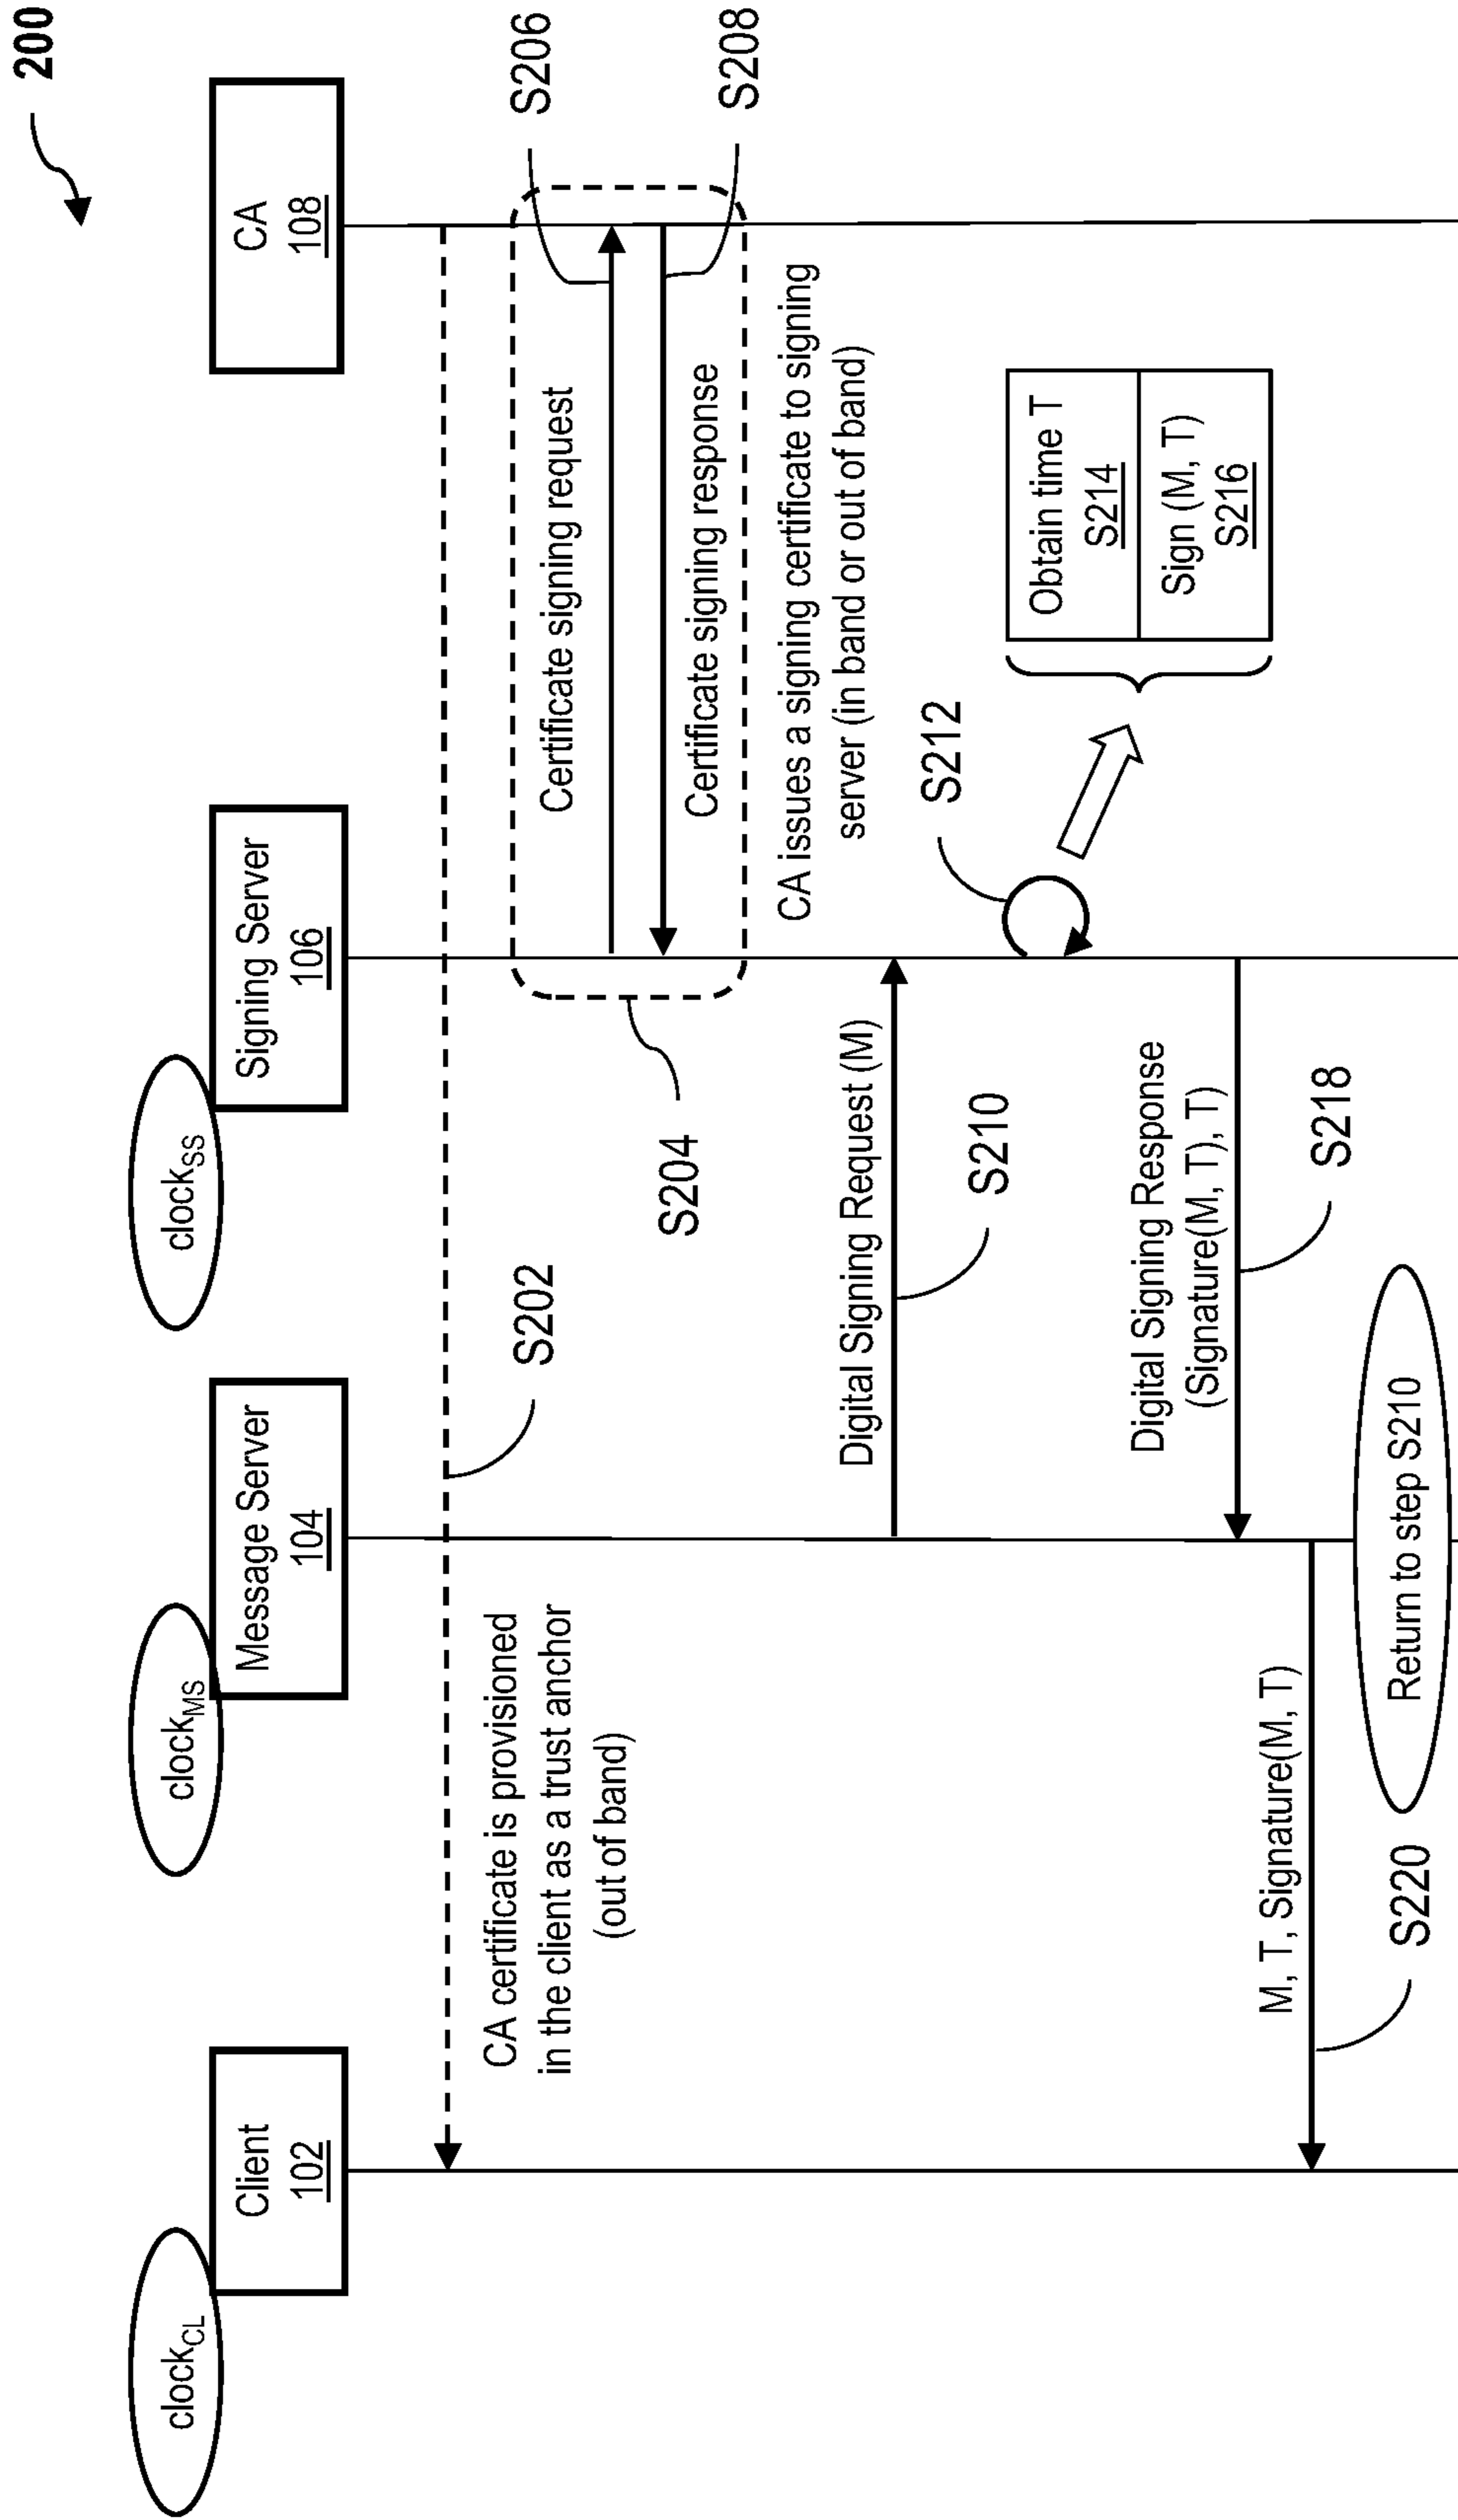 200
clockCL
clockMS
clockSS
Client
102
Message Server
104
Signing Server
106
CA
108
S202
CA certificate is provisioned
in the client as a trust anchor
(out of band)
S206
Certificate signing request
Certificate signing response
S208
S204
CA issues a signing certificate to signing
server (in band or out of band)
Digital Signing Request (M)
S210
S212
Obtain time T
S214
Sign (M, T)
S216
Digital Signing Response
(Signature(M, T), T)
S218
M, T, Signature(M, T)
S220
Return to step S210